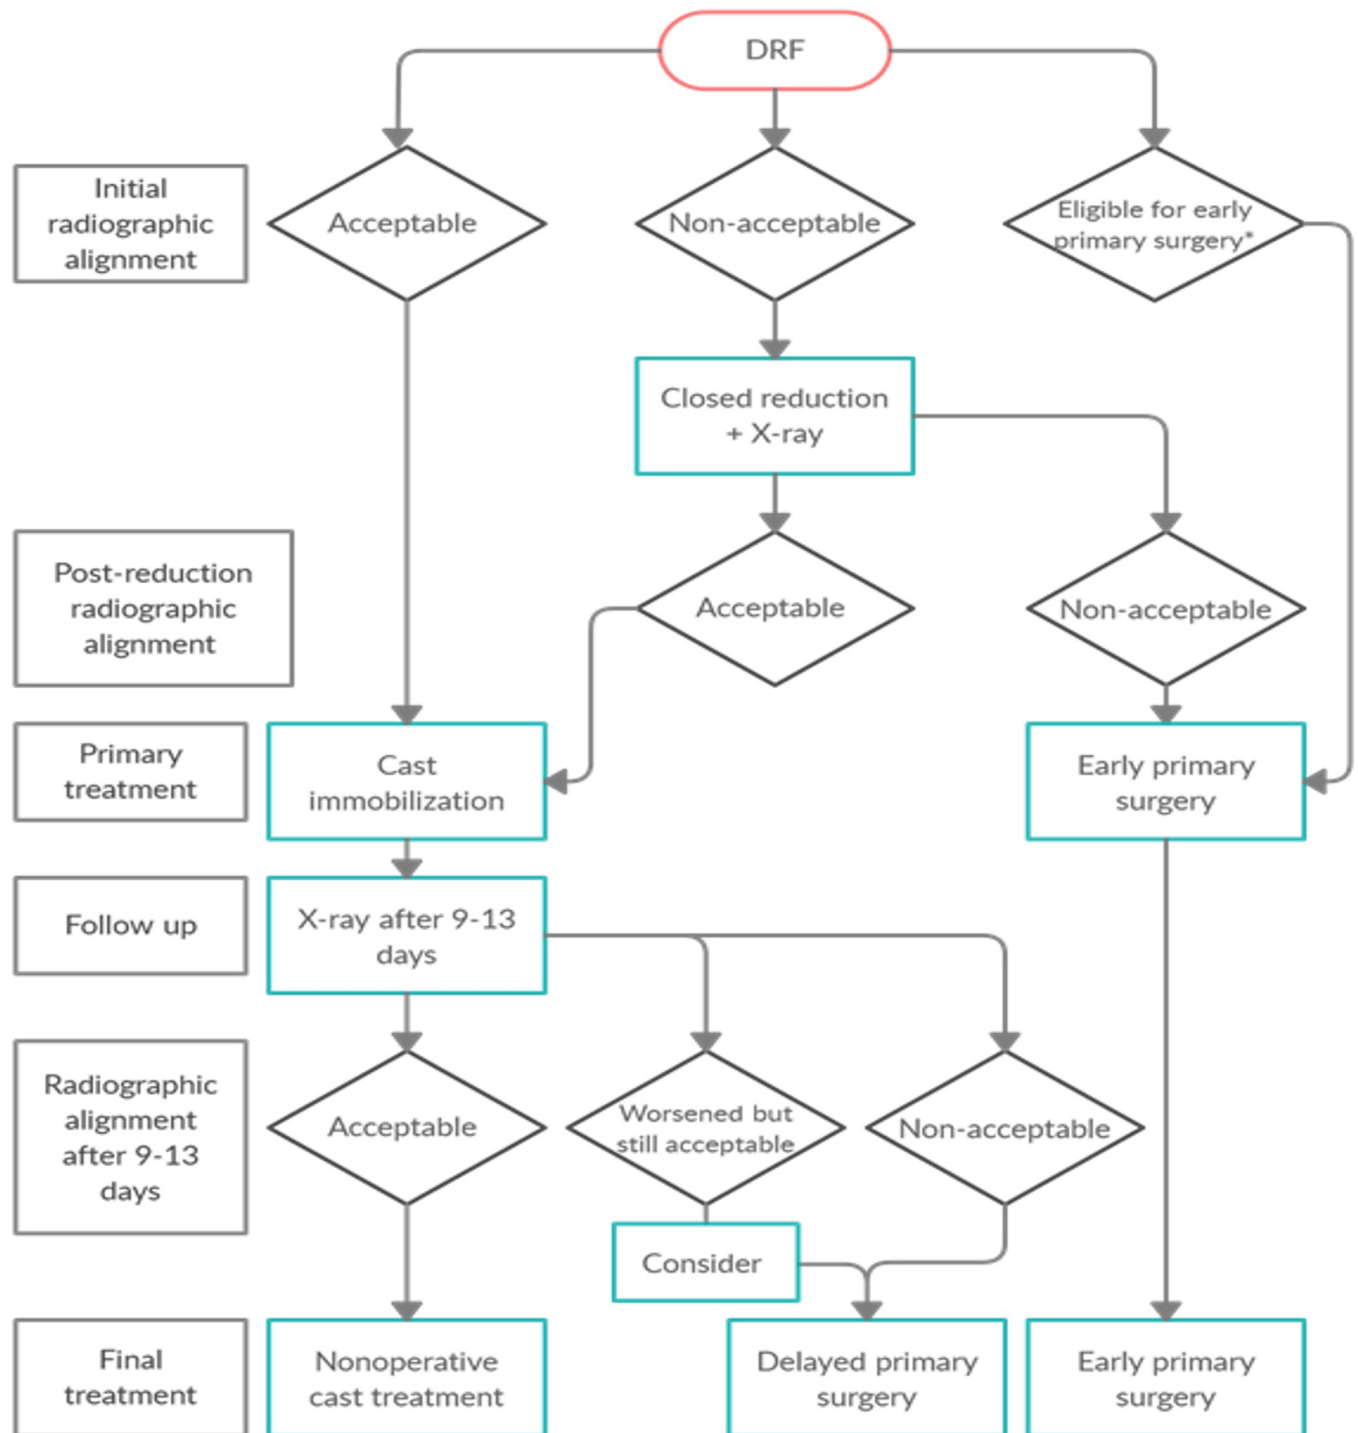 DRF
Initial
radiographic
alignment
Acceptable
Non-acceptable
Eligible for early
primary surgery*
Closed reduction
+ X-ray
Post-reduction
radiographic
alignment
Acceptable
Non-acceptable
Primary
treatment
Cast
immobilization
Early primary
surgery
Follow up
X-ray after 9-13
days
Radiographic
alignment
after 9-13
days
Acceptable
Worsened but
still acceptable
Non-acceptable
Consider
Final
treatment
Nonoperative
cast treatment
Delayed primary
surgery
Early primary
surgery